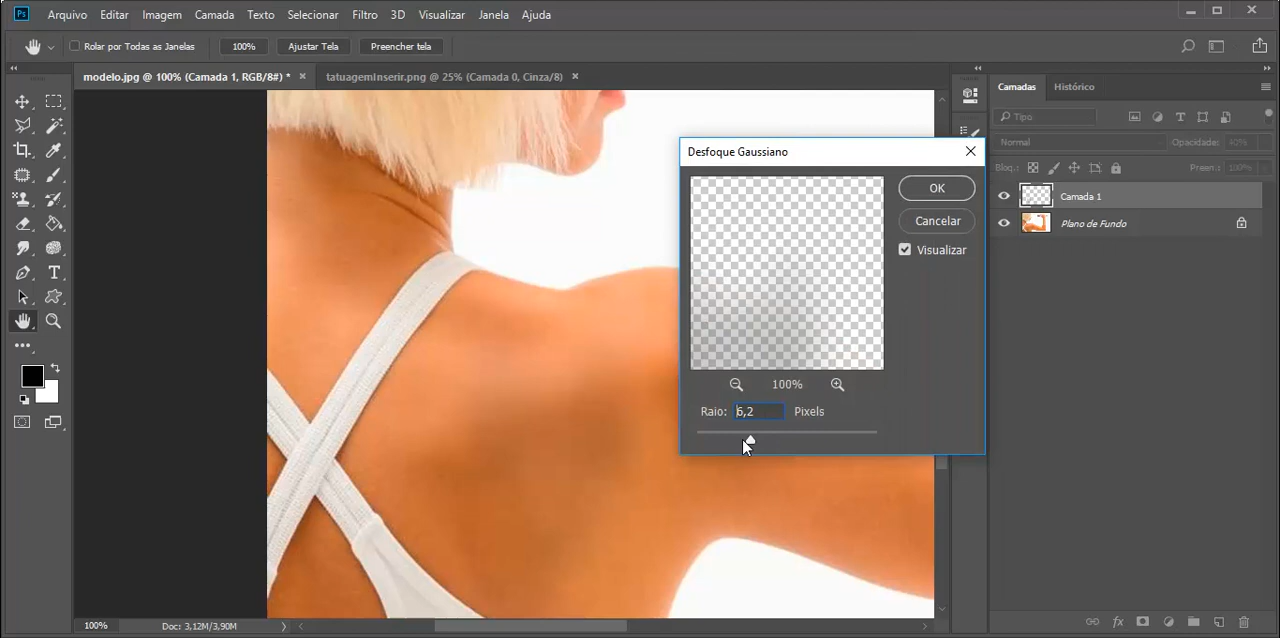 Ps Arquivo Editar Imagem Camada Texto Selecionar Filtro 3D Visualizar Janela Ajuda
Rolar por Todas as Janelas 100% Ajustar Tela Preencher tela
modelo.jpg @ 100% (Camada 1, RGB/8#) * × tatuagemInserir.png @ 25% (Camada 0, Cinza/8) ×
Camadas Histórico
Tipo
Normal Opacidade: 40%
Bloq.: Preen.: 100%
Camada 1
Plano de Fundo
Desfoque Gaussiano
OK
Cancelar
Visualizar
100%
Raio: 6,2 Pixels
100% Doc: 3,12M/3,90M